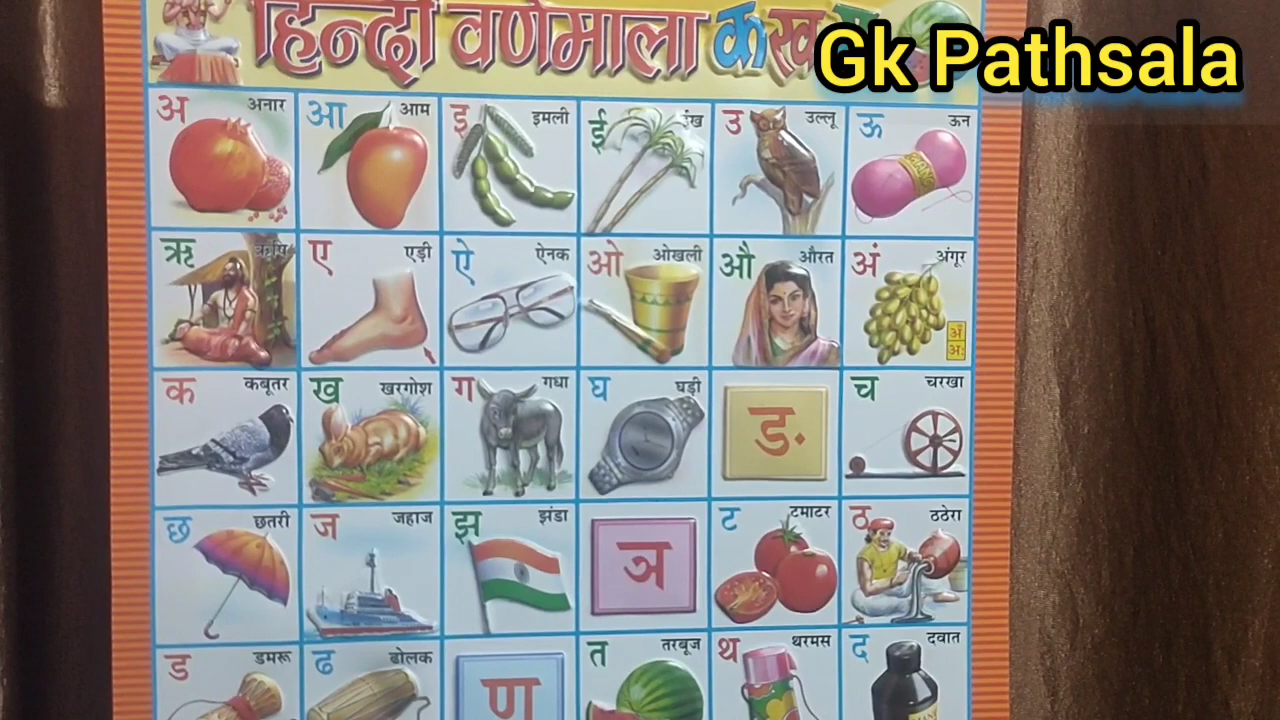 हिन्दी वर्णमाला क ख
Gk Pathsala
अ अनार
आ आम
इ इमली
ई
उ उल्लू
ऊ ऊन
ऋ ऋषि
ए एड़ी
ऐ ऐनक
ओ ओखली
औ औरत
अं अंगूर
अँ
अः
क कबूतर
ख खरगोश
ग गधा
घ घड़ी
ङ
च चरखा
छ छतरी
ज जहाज
झ झंडा
ञ
ट टमाटर
ठ ठठेरा
ड डमरू
ढ ढोलक
ण
त तरबूज
थ थरमस
द दवात